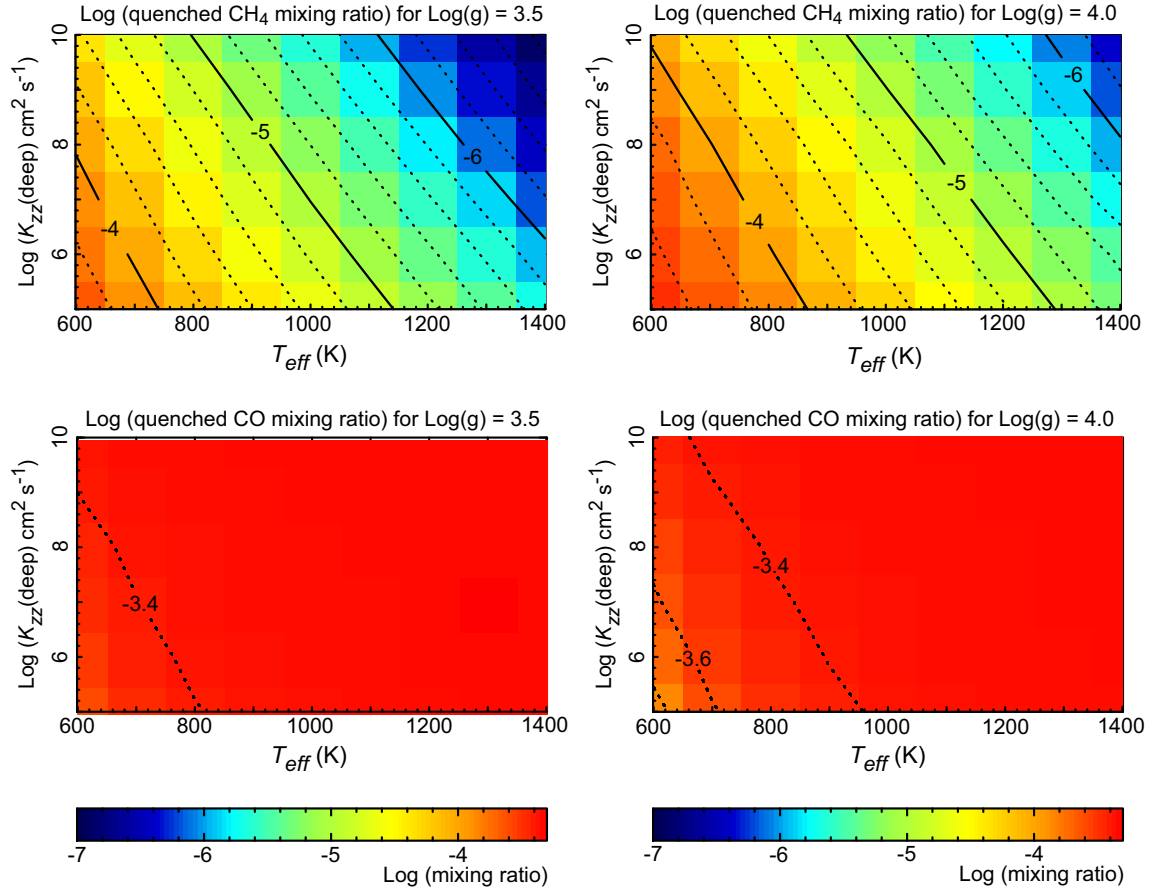 Log (quenched CH4 mixing ratio) for Log(g) = 3.5
Log (Kzz(deep) cm2 s-1)
10
8
6
-4
-5
-6
600 800 1000 1200 1400
Teff (K)
Log (quenched CH4 mixing ratio) for Log(g) = 4.0
Log (Kzz(deep) cm2 s-1)
10
8
6
-4
-5
-6
600 800 1000 1200 1400
Teff (K)
Log (quenched CO mixing ratio) for Log(g) = 3.5
Log (Kzz(deep) cm2 s-1)
10
8
6
-3.4
600 800 1000 1200 1400
Teff (K)
Log (quenched CO mixing ratio) for Log(g) = 4.0
Log (Kzz(deep) cm2 s-1)
10
8
6
-3.4
-3.6
600 800 1000 1200 1400
Teff (K)
-7 -6 -5 -4
Log (mixing ratio)
-7 -6 -5 -4
Log (mixing ratio)